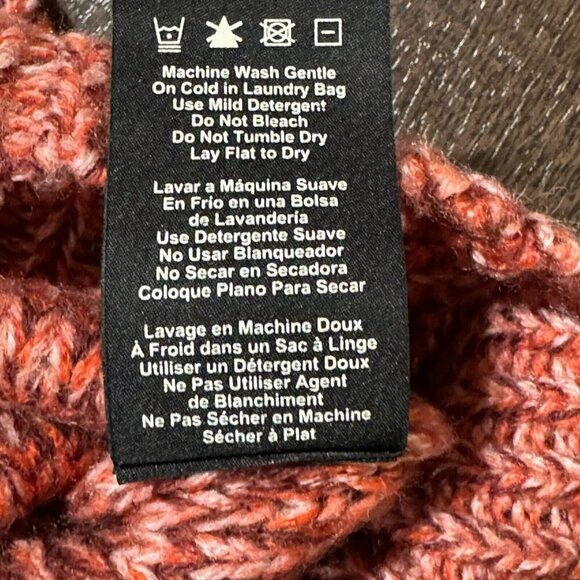 Machine Wash Gentle
On Cold in Laundry Bag
Use Mild Detergent
Do Not Bleach
Do Not Tumble Dry
Lay Flat to Dry
Lavar a Máquina Suave
En Frío en una Bolsa
de Lavandería
Use Detergente Suave
No Usar Blanqueador
No Secar en Secadora
Coloque Plano Para Secar
Lavage en Machine Doux
À Froid dans un Sac à Linge
Utiliser un Détergent Doux
Ne Pas Utiliser Agent
de Blanchiment
Ne Pas Sécher en Machine
Sécher à Plat